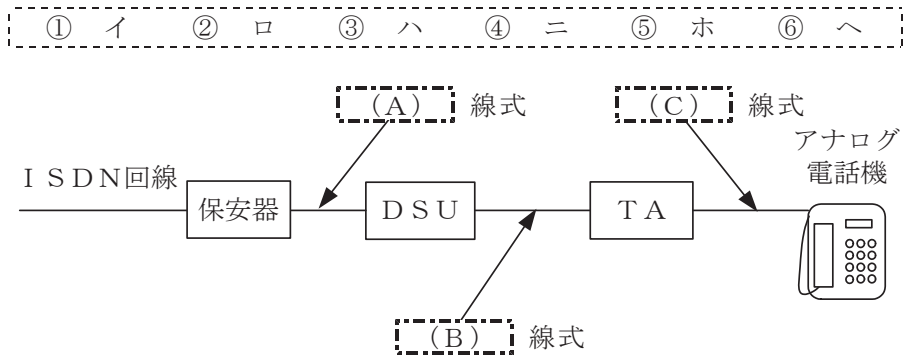 ① イ ② ロ ③ ハ ④ ニ ⑤ ホ ⑥ ヘ
(A) 線式 (C) 線式
アナログ
電話機
ISDN回線
保安器 DSU TA
(B) 線式